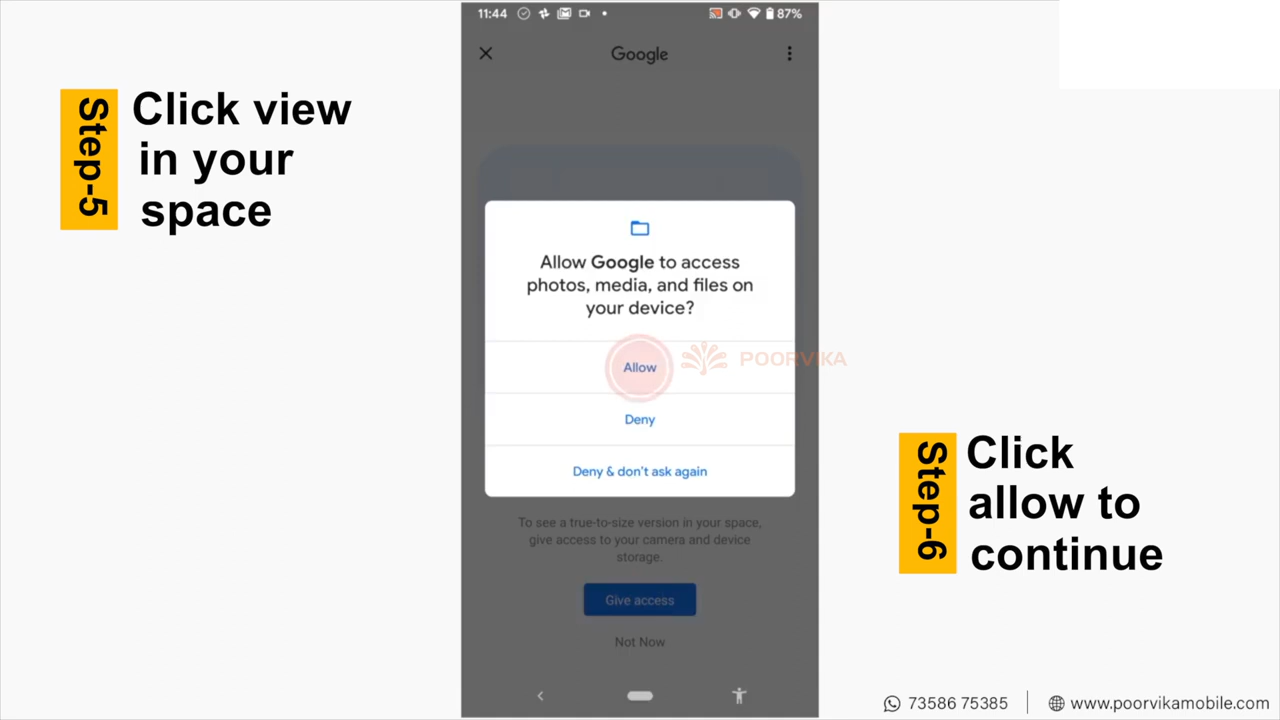 11:44
87%
Google
Step-5
Click view
in your
space
Allow Google to access
photos, media, and files on
your device?
Allow
POORVIKA
Deny
Deny & don't ask again
Step-6
Click
allow to
continue
To see a true-to-size version in your space,
give access to your camera and device
storage.
Give access
Not Now
73586 75385
www.poorvikamobile.com